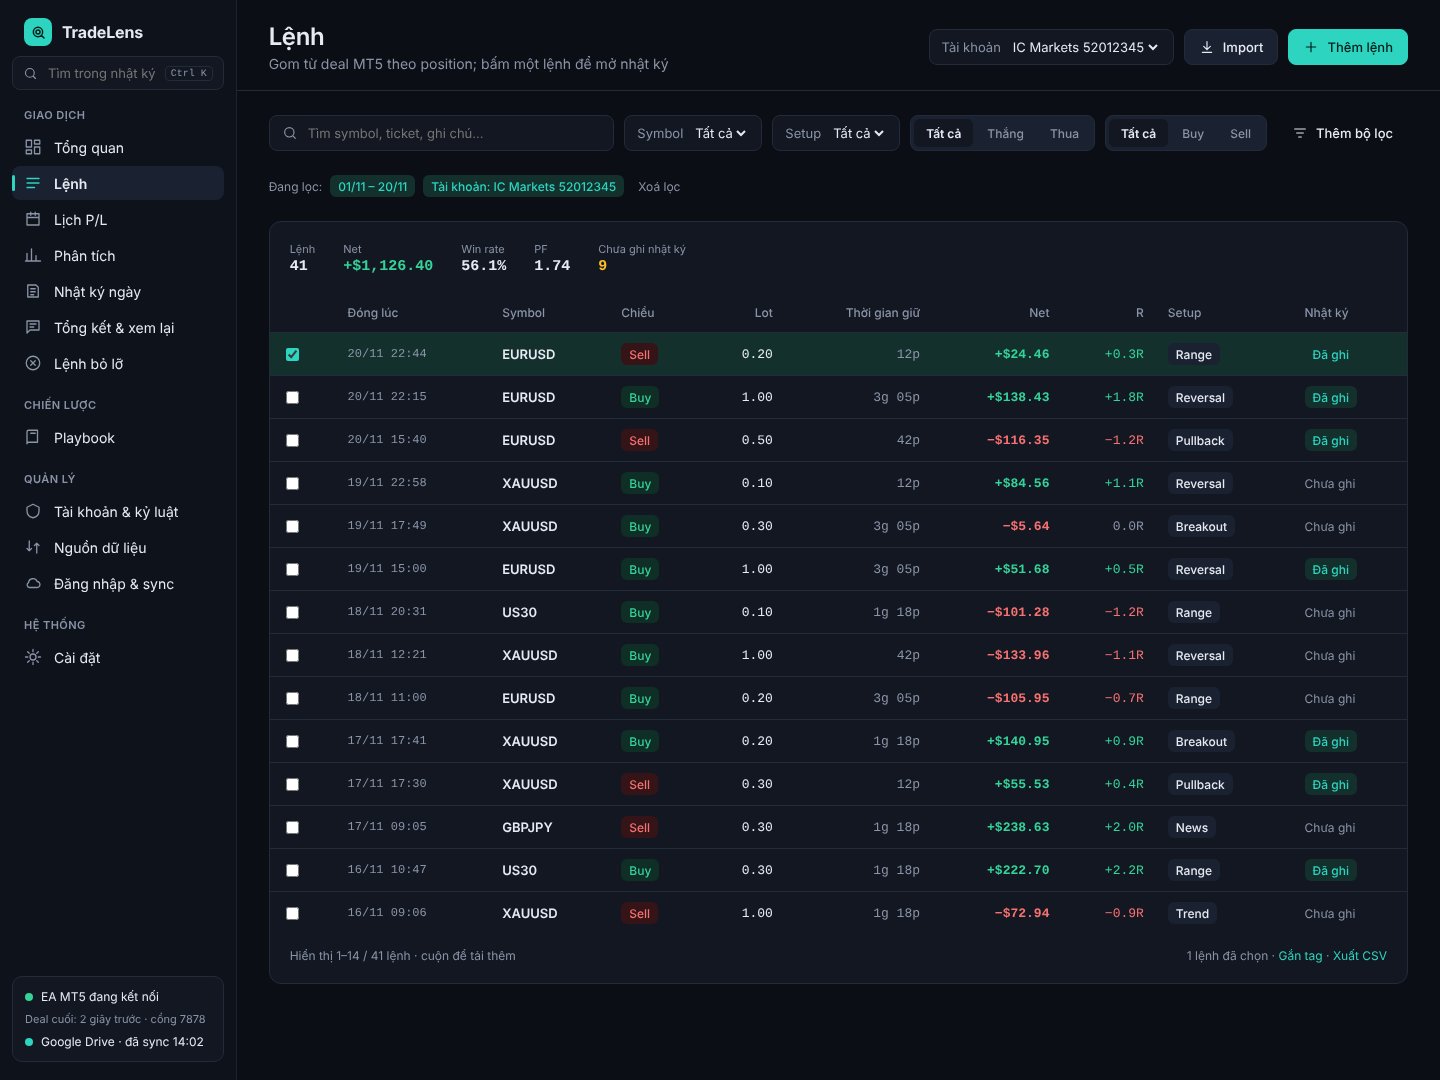 TradeLens
Tìm trong nhật ký Ctrl K
GIAO DỊCH
Tổng quan
Lệnh
Lịch P/L
Phân tích
Nhật ký ngày
Tổng kết & xem lại
Lệnh bỏ lỡ
CHIẾN LƯỢC
Playbook
QUẢN LÝ
Tài khoản & kỷ luật
Nguồn dữ liệu
Đăng nhập & sync
HỆ THỐNG
Cài đặt
EA MT5 đang kết nối
Deal cuối: 2 giây trước · cổng 7878
Google Drive · đã sync 14:02
Lệnh
Gom từ deal MT5 theo position; bấm một lệnh để mở nhật ký
Tài khoản IC Markets 52012345
Import
Thêm lệnh
Tìm symbol, ticket, ghi chú...
Symbol Tất cả
Setup Tất cả
Tất cả Thắng Thua
Tất cả Buy Sell
Thêm bộ lọc
Đang lọc: 01/11 – 20/11 Tài khoản: IC Markets 52012345 Xoá lọc
Lệnh Net Win rate PF Chưa ghi nhật ký
41 +$1,126.40 56.1% 1.74 9
Đóng lúc Symbol Chiều Lot Thời gian giữ Net R Setup Nhật ký
20/11 22:44 EURUSD Sell 0.20 12p +$24.46 +0.3R Range Đã ghi
20/11 22:15 EURUSD Buy 1.00 3g 05p +$138.43 +1.8R Reversal Đã ghi
20/11 15:40 EURUSD Sell 0.50 42p −$116.35 −1.2R Pullback Đã ghi
19/11 22:58 XAUUSD Buy 0.10 12p +$84.56 +1.1R Reversal Chưa ghi
19/11 17:49 XAUUSD Buy 0.30 3g 05p −$5.64 0.0R Breakout Chưa ghi
19/11 15:00 EURUSD Buy 1.00 3g 05p +$51.68 +0.5R Reversal Đã ghi
18/11 20:31 US30 Buy 0.10 1g 18p −$101.28 −1.2R Range Chưa ghi
18/11 12:21 XAUUSD Buy 1.00 42p −$133.96 −1.1R Reversal Chưa ghi
18/11 11:00 EURUSD Buy 0.20 3g 05p −$105.95 −0.7R Range Chưa ghi
17/11 17:41 XAUUSD Buy 0.20 1g 18p +$140.95 +0.9R Breakout Đã ghi
17/11 17:30 XAUUSD Sell 0.30 12p +$55.53 +0.4R Pullback Đã ghi
17/11 09:05 GBPJPY Sell 0.30 1g 18p +$238.63 +2.0R News Chưa ghi
16/11 10:47 US30 Buy 0.30 1g 18p +$222.70 +2.2R Range Đã ghi
16/11 09:06 XAUUSD Sell 1.00 1g 18p −$72.94 −0.9R Trend Chưa ghi
Hiển thị 1–14 / 41 lệnh · cuộn để tải thêm
1 lệnh đã chọn · Gắn tag · Xuất CSV